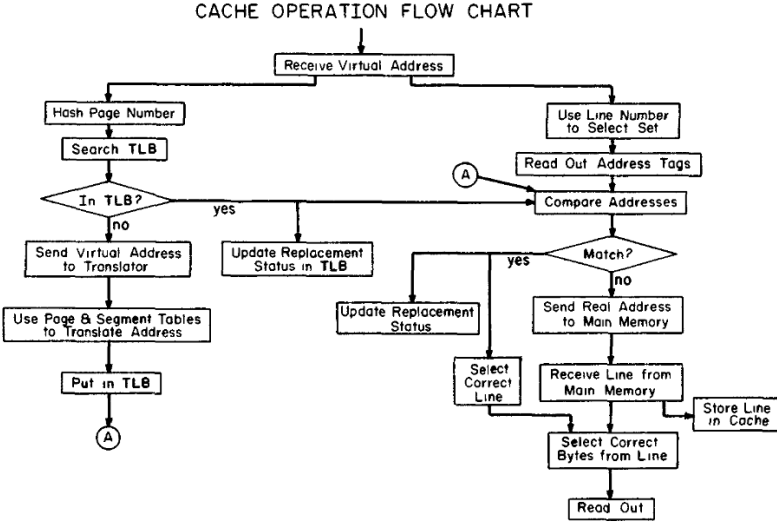 CACHE OPERATION FLOW CHART
Receive Virtual Address
Hash Page Number
Use Line Number
to Select Set
Search TLB
Read Out Address Tags
A
In TLB?
yes
Compare Addresses
no
Send Virtual Address
to Translator
Update Replacement
Status in TLB
yes
Match?
no
Use Page & Segment Tables
to Translate Address
Update Replacement
Status
Send Real Address
to Main Memory
Put in TLB
Select
Correct
Line
Receive Line from
Main Memory
Store Line
in Cache
A
Select Correct
Bytes from Line
Read Out